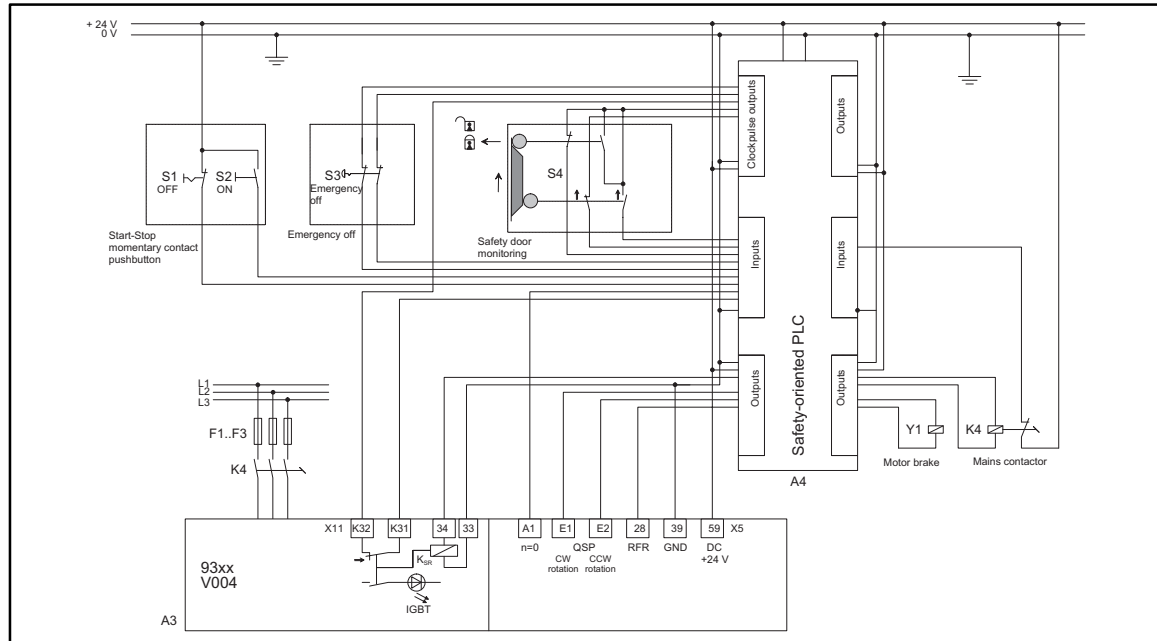 + 24 V
0 V
Clockpulse outputs
Outputs
S1
OFF
S2
ON
S3
Emergency
off
S4
Start-Stop
momentary contact
pushbutton
Emergency off
Safety door
monitoring
Inputs
Inputs
Safety-oriented PLC
Outputs
Outputs
L1
L2
L3
F1..F3
K4
Y1
K4
Motor brake
Mains contactor
A4
X11
K32
K31
34
33
A1
E1
E2
28
39
59
X5
n=0
QSP
RFR
GND
DC
+24 V
CW
rotation
CCW
rotation
93xx
V004
KSR
IGBT
A3